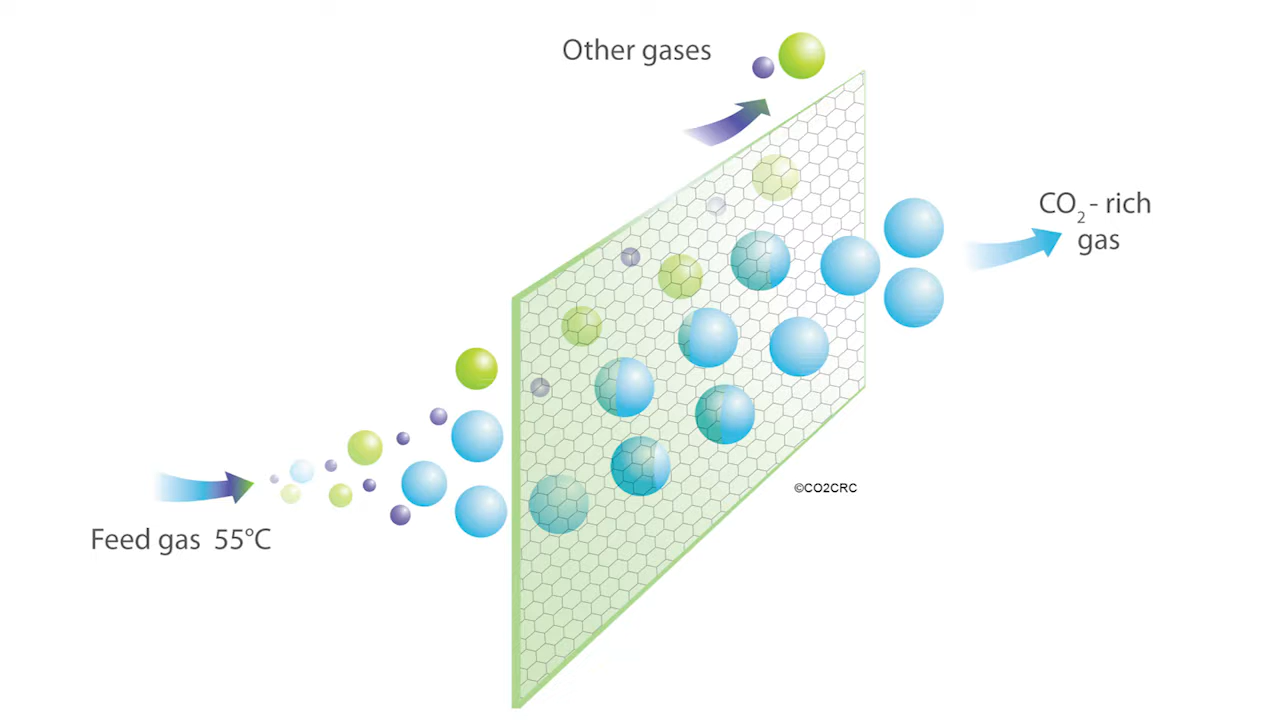 Other gases
CO₂ - rich
gas
©CO2CRC
Feed gas 55°C